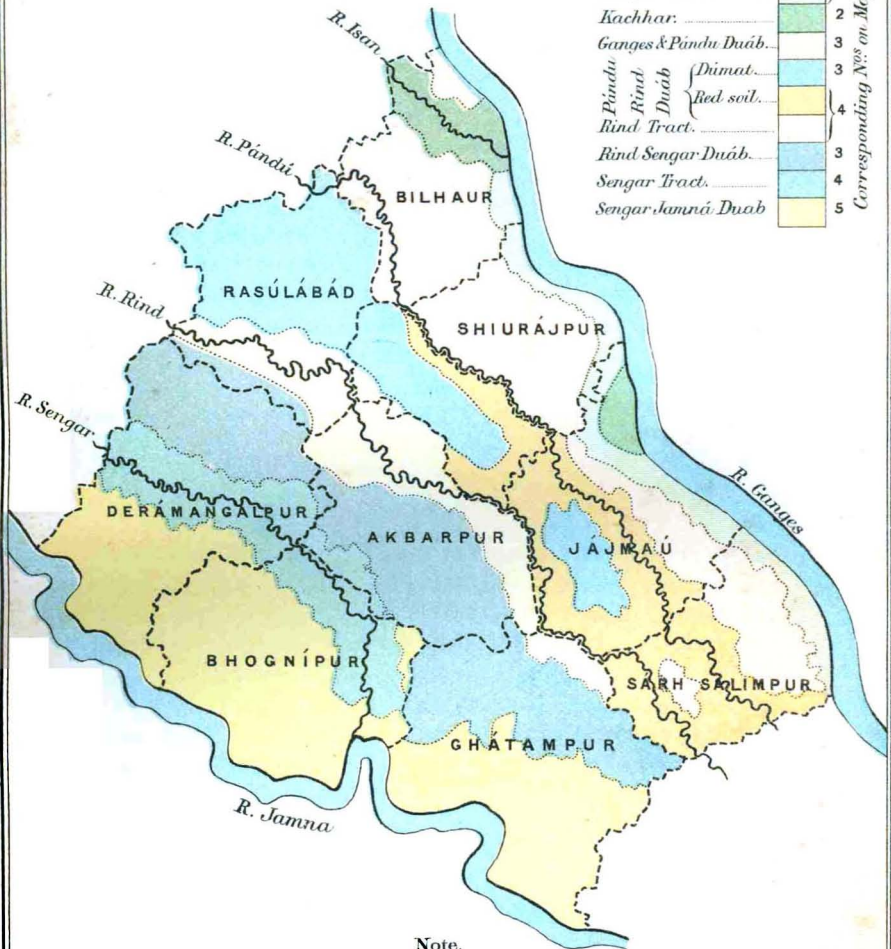 Kachhar. 2
Ganges & Pándu Duáb. 3
Pándu Rind Duáb
Dúmat. 3
Red soil.
4
Rind Tract.
Rind Sengar Duáb. 3
Sengar Tract. 4
Sengar Jamná Duab 5
Corresponding Nos. on
R. Isan
R. Pándú
BILHAUR
RASÚLÁBÁD
R. Rind
SHIURÁJPUR
R. Sengar
R. Ganges
DERÁMANGALPUR
AKBARPUR
JÁJMAÚ
BHOGNÍPUR
SÁRH SALIMPUR
GHÁTAMPUR
R. Jamna
Note.